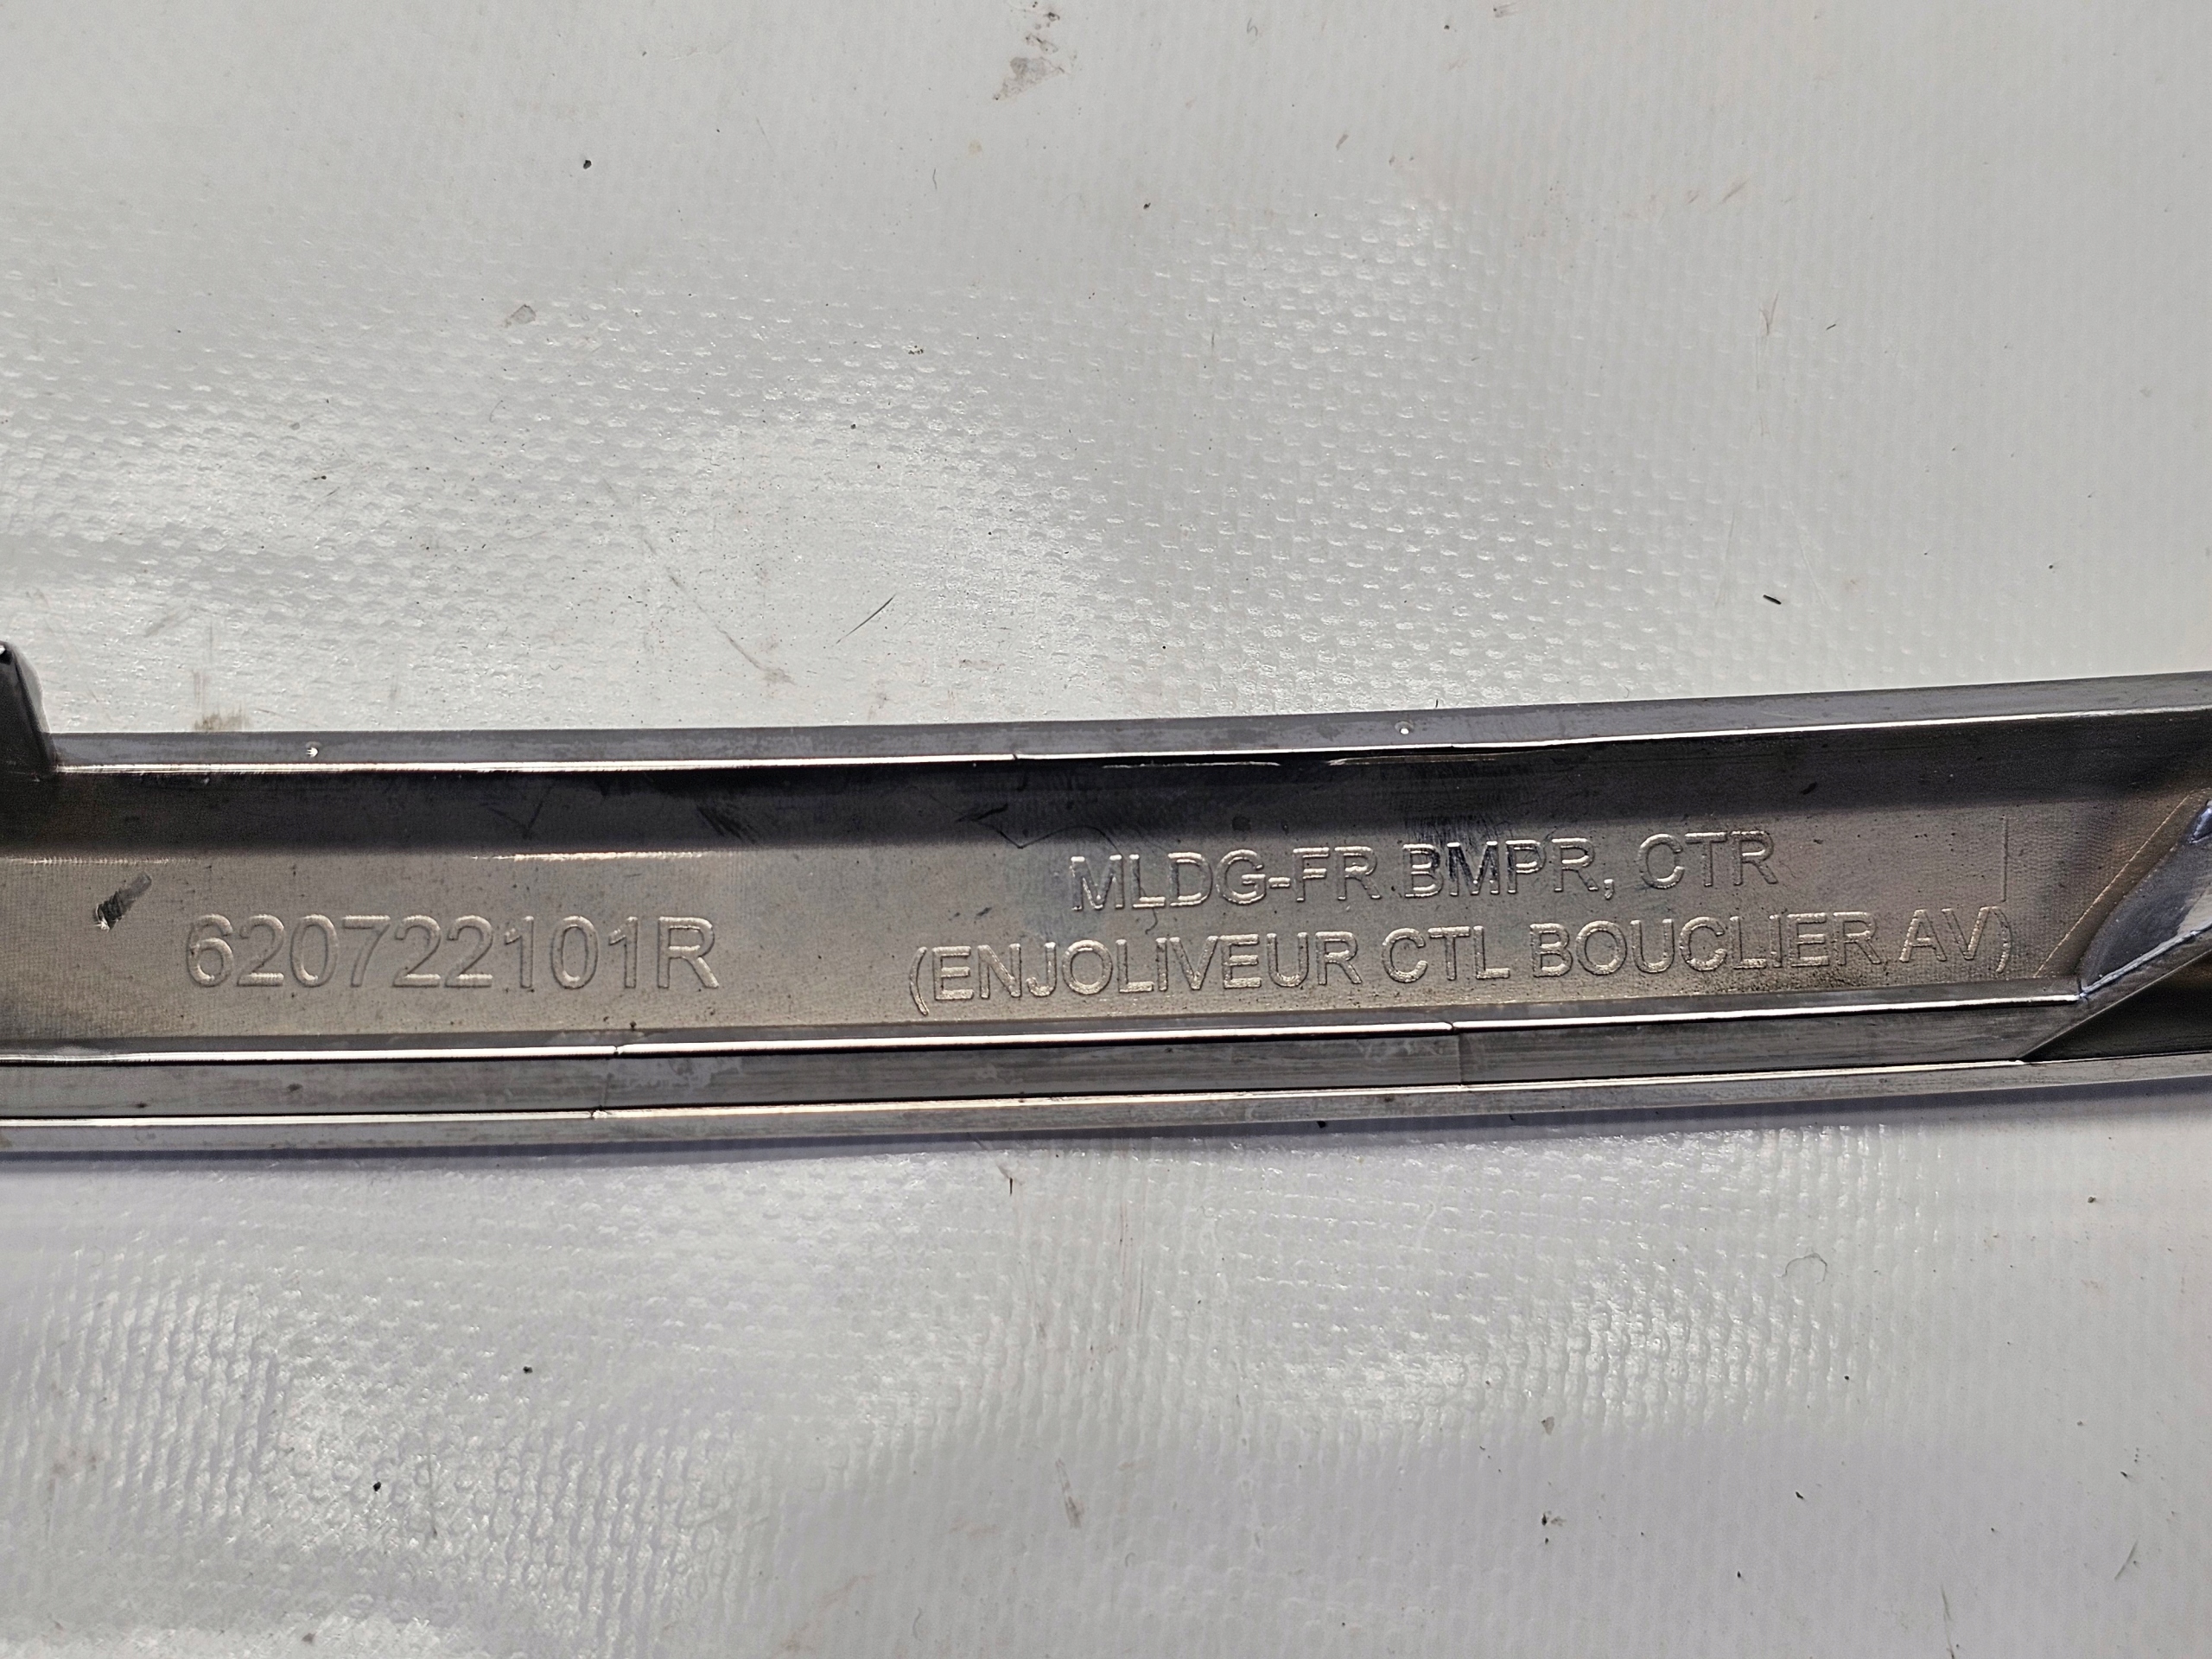 620722101R
MLDG-FR BMPR, CTR
(ENJOLIVEUR CTL BOUCLIER AV)